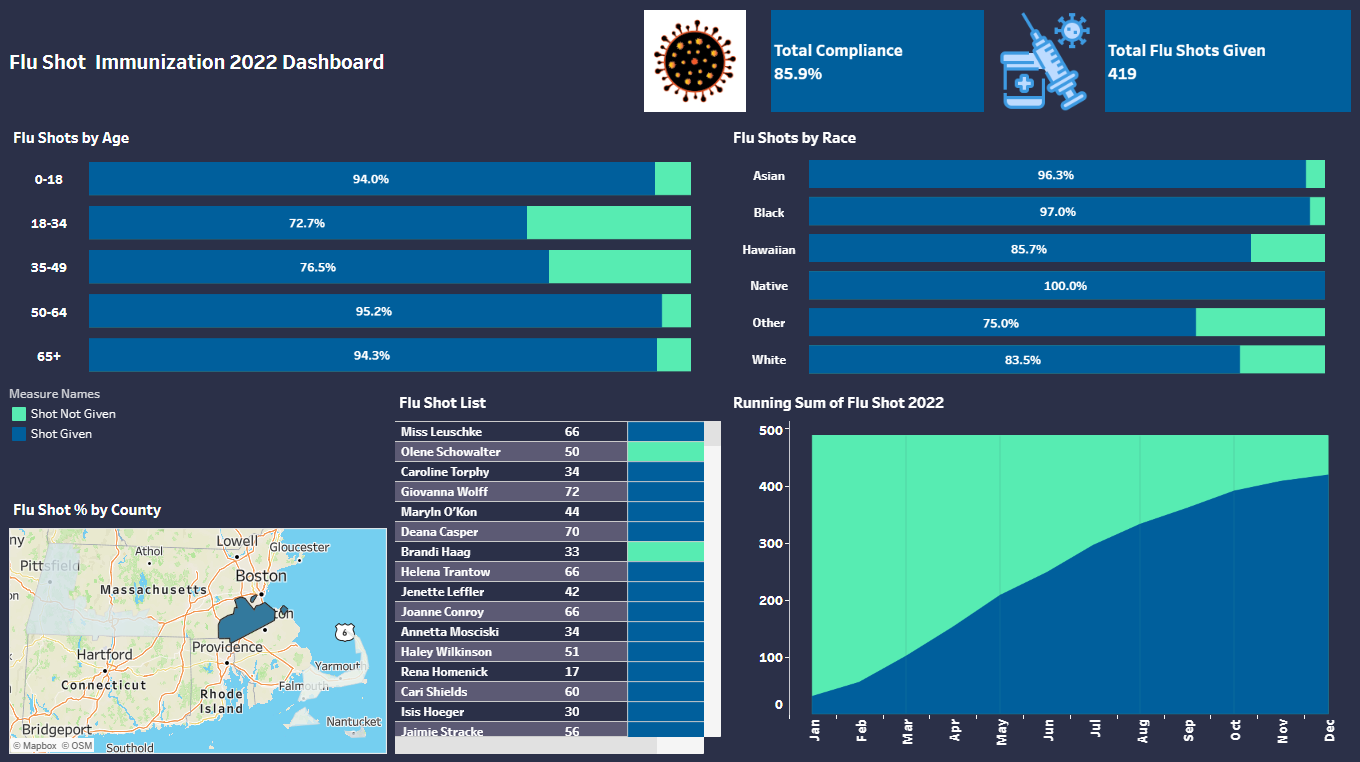 Flu Shot  Immunization 2022 Dashboard
Total Compliance
85.9%
Total Flu Shots Given
419
Flu Shots by Age
0-18
94.0%
18-34
72.7%
35-49
76.5%
50-64
95.2%
65+
94.3%
Flu Shots by Race
Asian
96.3%
Black
97.0%
Hawaiian
85.7%
Native
100.0%
Other
75.0%
White
83.5%
Measure Names
Shot Not Given
Shot Given
Flu Shot % by County
ny
Athol
Lowell
Gloucester
Pittsfield
Boston
Massachusetts
on
ton
6
Providence
Hartford
Yarmouth
Connecticut
Falmouth
Rhode
Island
Nantucket
Bridgeport
© Mapbox © OSM
Southold
Flu Shot List
Miss Leuschke 66
Olene Schowalter 50
Caroline Torphy 34
Giovanna Wolff 72
Maryln O'Kon 44
Deana Casper 70
Brandi Haag 33
Helena Trantow 66
Jenette Leffler 42
Joanne Conroy 66
Annetta Mosciski 34
Haley Wilkinson 51
Rena Homenick 17
Cari Shields 60
Isis Hoeger 30
Jaimie Stracke 56
Running Sum of Flu Shot 2022
500
400
300
200
100
0
Jan
Feb
Mar
Apr
May
Jun
Jul
Aug
Sep
Oct
Nov
Dec